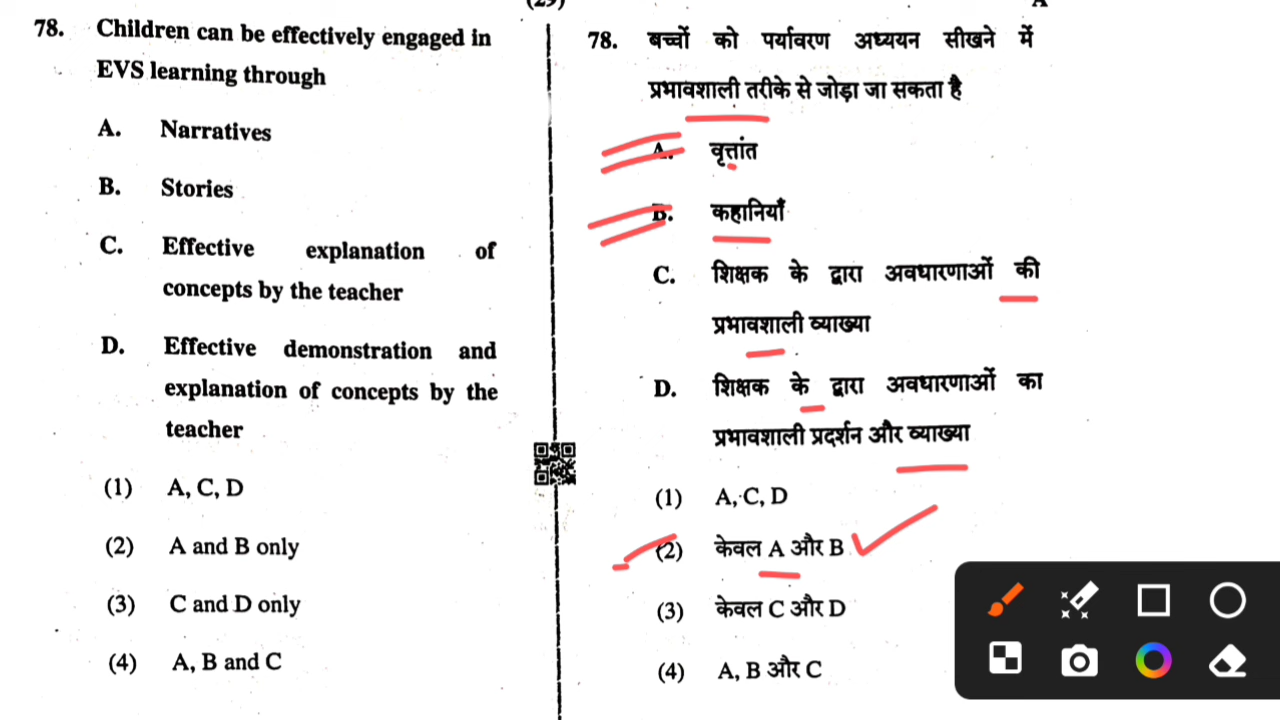 (29)
A
78. Children can be effectively engaged in
EVS learning through
A. Narratives
B. Stories
C. Effective explanation of
concepts by the teacher
D. Effective demonstration and
explanation of concepts by the
teacher
(1) A, C, D
(2) A and B only
(3) C and D only
(4) A, B and C
78. बच्चों को पर्यावरण अध्ययन सीखने में
प्रभावशाली तरीके से जोड़ा जा सकता है
A. वृत्तांत
B. कहानियाँ
C. शिक्षक के द्वारा अवधारणाओं की
प्रभावशाली व्याख्या
D. शिक्षक के द्वारा अवधारणाओं का
प्रभावशाली प्रदर्शन और व्याख्या
(1) A, C, D
(2) केवल A और B
(3) केवल C और D
(4) A, B और C